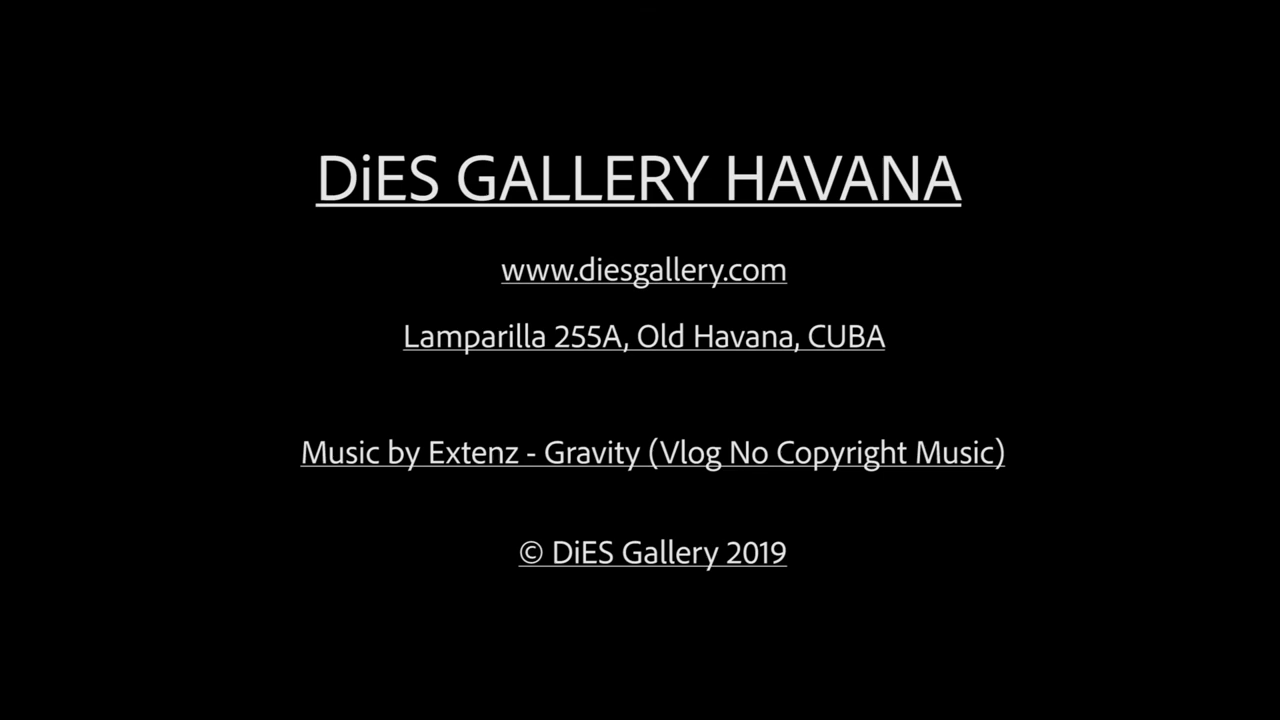 DiES GALLERY HAVANA
www.diesgallery.com
Lamparilla 255A, Old Havana, CUBA
Music by Extenz - Gravity (Vlog No Copyright Music)
© DiES Gallery 2019